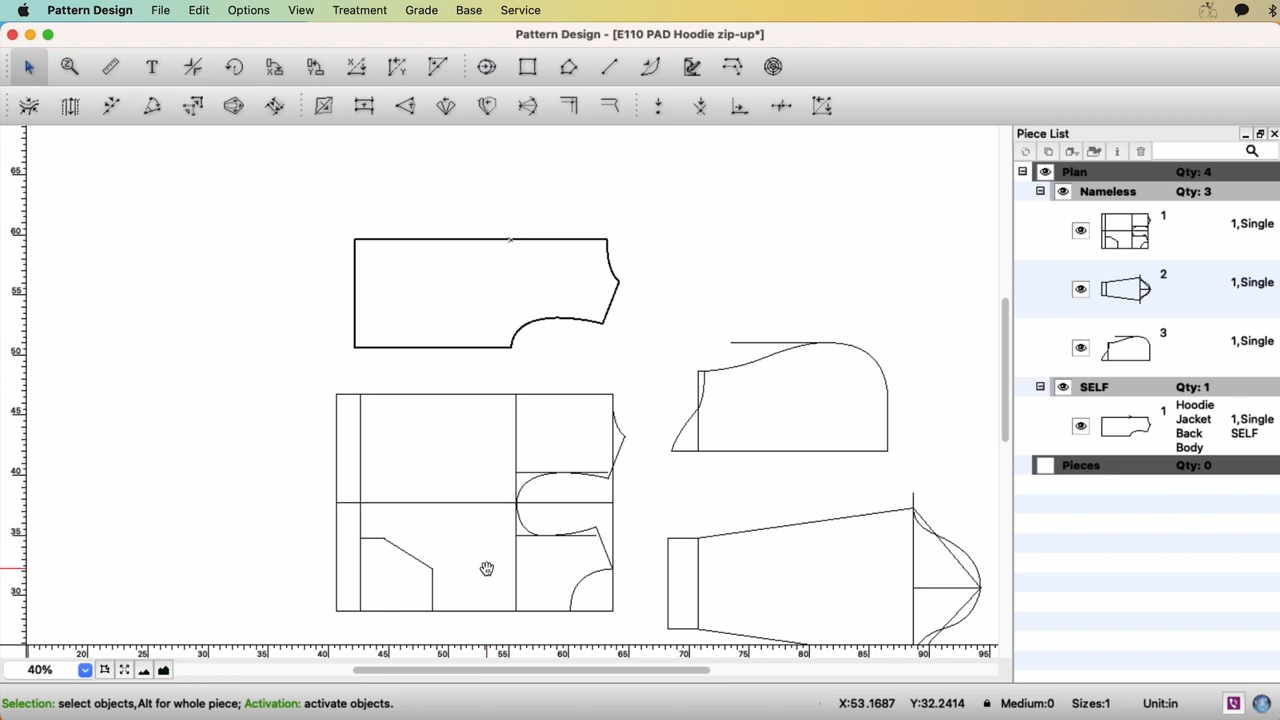 Pattern Design File Edit Options View Treatment Grade Base Service
Pattern Design - [E110 PAD Hoodie zip-up*]
Piece List
Plan Qty: 4
Nameless Qty: 3
1 1,Single
2 1,Single
3 1,Single
SELF Qty: 1
1 Hoodie
Jacket 1,Single
Back SELF
Body
Pieces Qty: 0
65
60
55
50
45
40
35
30
20 25 30 35 40 45 50 55 60 65 70 75 80 85 90 95
40%
Selection: select objects,Alt for whole piece; Activation: activate objects. X:53.1687 Y:32.2414 Medium:0 Sizes:1 Unit:in